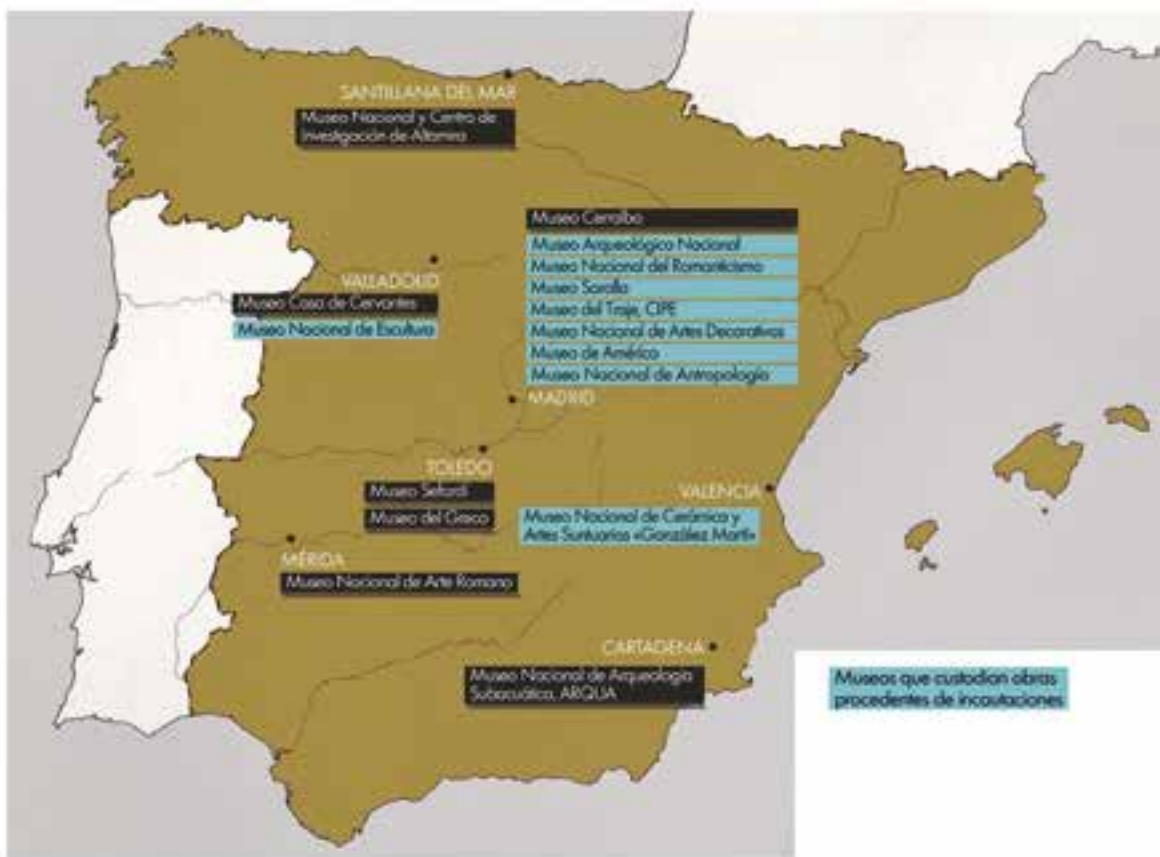 SANTILLANA DEL MAR
Museo Nacional y Centro de
Investigación de Altamira
Museo Cerralbo
Museo Arqueológico Nacional
Museo Nacional del Romanticismo
Museo Sorolla
Museo del Traje, CIPE
Museo Nacional de Artes Decorativas
Museo de América
Museo Nacional de Antropología
MADRID
VALLADOLID
Museo Casa de Cervantes
Museo Nacional de Escultura
TOLEDO
Museo Sefardí
Museo del Greco
VALENCIA
Museo Nacional de Cerámica y
Artes Suntuarias «González Martí»
MÉRIDA
Museo Nacional de Arte Romano
CARTAGENA
Museo Nacional de Arqueología
Subacuática, ARQUA
Museos que custodian obras
procedentes de incautaciones